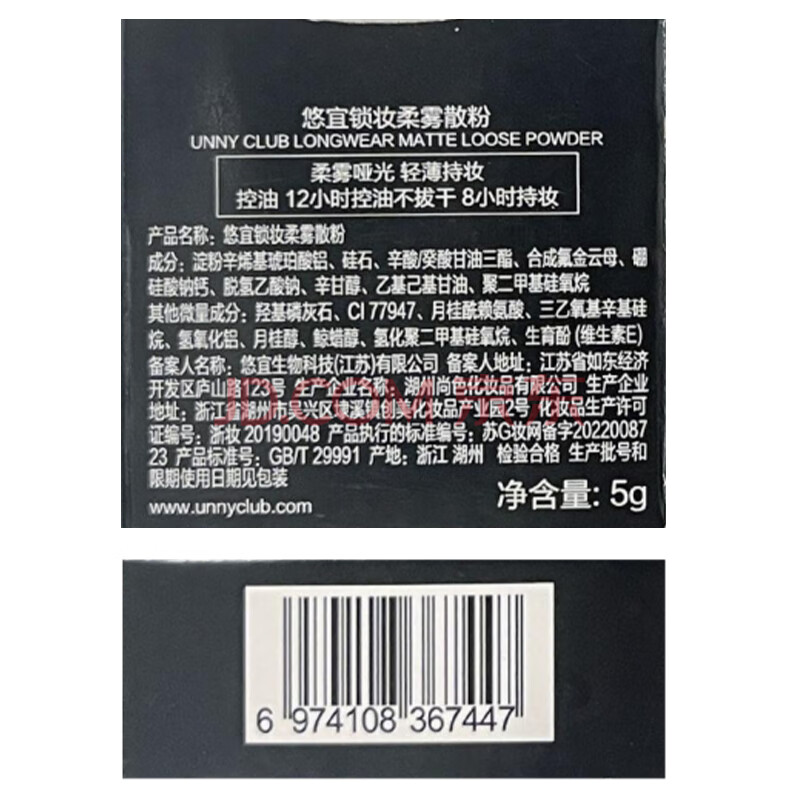 悠宜锁妆柔雾散粉
UNNY CLUB LONGWEAR MATTE LOOSE POWDER
柔雾哑光 轻薄持妆
控油 12小时控油不拔干 8小时持妆
产品名称：悠宜锁妆柔雾散粉
成分：淀粉辛烯基琥珀酸铝、硅石、辛酸/癸酸甘油三酯、合成氟金云母、硼
硅酸钠钙、脱氢乙酸钠、辛甘醇、乙基己基甘油、聚二甲基硅氧烷
其他微量成分：羟基磷灰石、CI 77947、月桂酰赖氨酸、三乙氧基辛基硅
烷、氢氧化铝、月桂醇、鲸蜡醇、氢化聚二甲基硅氧烷、生育酚 (维生素E)
备案人名称：悠宜生物科技(江苏)有限公司 备案人地址：江苏省如东经济
开发区庐山路123号 生产企业名称：湖州尚色化妆品有限公司 生产企业
地址：浙江省湖州市吴兴区埭溪镇创美化妆品产业园2号 化妆品生产许可
证编号：浙妆 20190048 产品执行的标准编号：苏G妆网备字20220087
23 产品标准号：GB/T 29991 产地：浙江 湖州 检验合格 生产批号和
限期使用日期见包装
www.unnyclub.com
净含量: 5g
JD.COM 京东
6 974108 367447